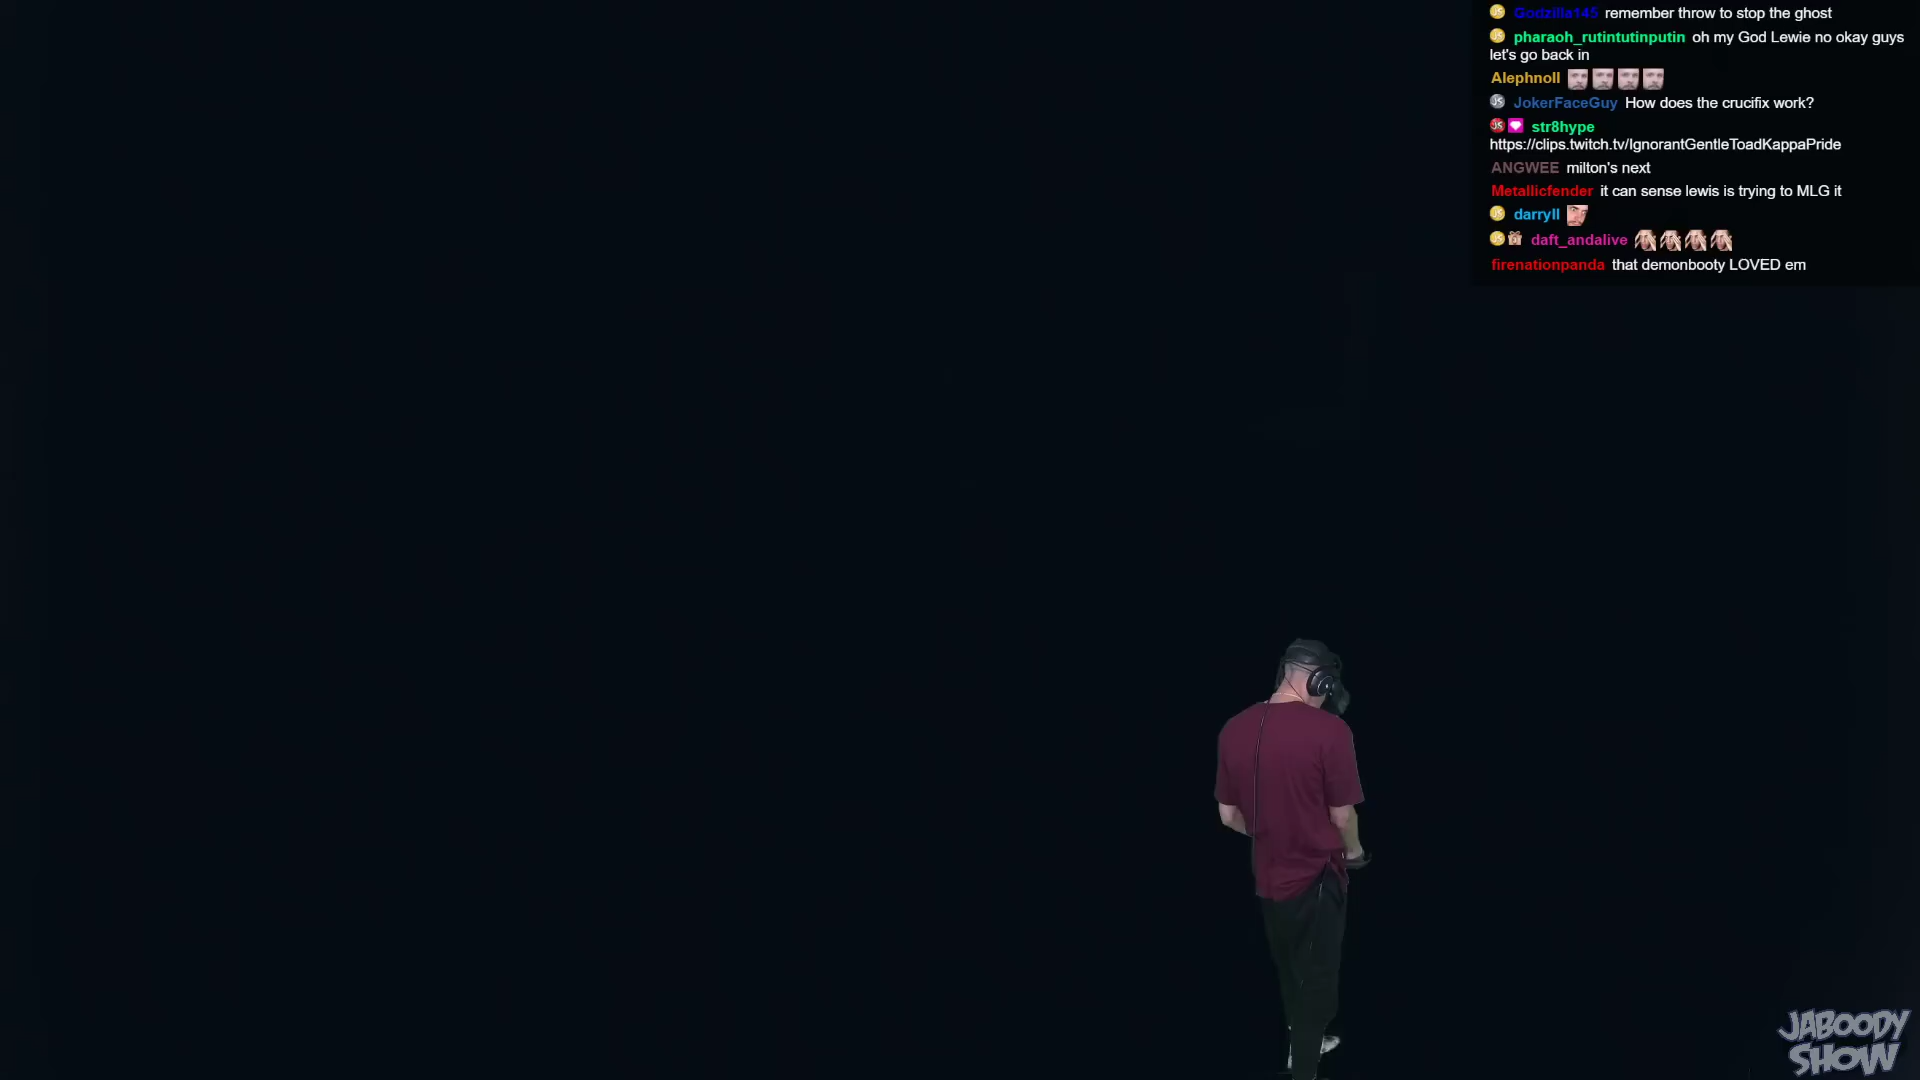 Godzilla145 remember throw to stop the ghost
pharaoh_rutintutinputin oh my God Lewie no okay guys
let's go back in
Alephnoll
JokerFaceGuy How does the crucifix work?
str8hype
https://clips.twitch.tv/IgnorantGentleToadKappaPride
ANGWEE milton's next
Metallicfender it can sense lewis is trying to MLG it
darryll
daft_andalive
firenationpanda that demonbooty LOVED em
JABOODY
SHOW